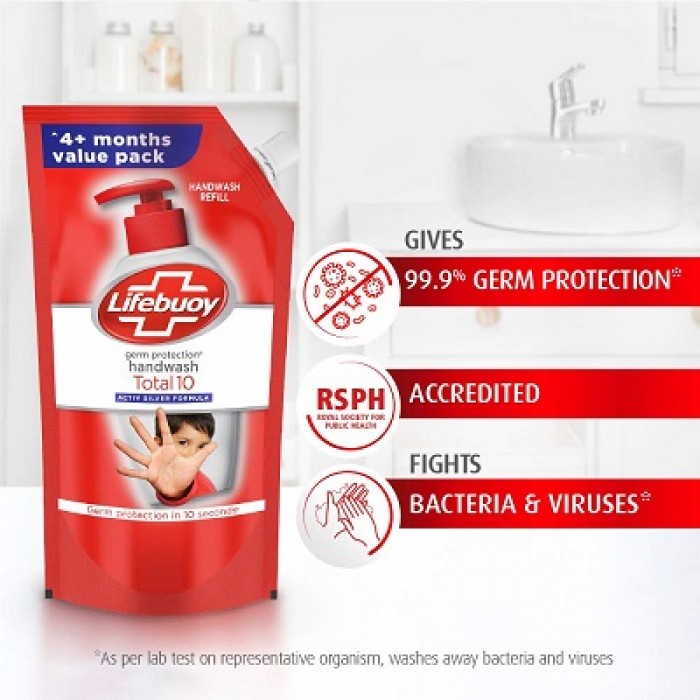 ^4+ months
value pack
HANDWASH
REFILL
Lifebuoy
germ protection*
handwash
Total 10
ACTIV SILVER FORMULA
Germ protection in 10 seconds*
GIVES
99.9% GERM PROTECTION*
RSPH
ROYAL SOCIETY FOR
PUBLIC HEALTH
ACCREDITED
FIGHTS
BACTERIA & VIRUSES*
*As per lab test on representative organism, washes away bacteria and viruses